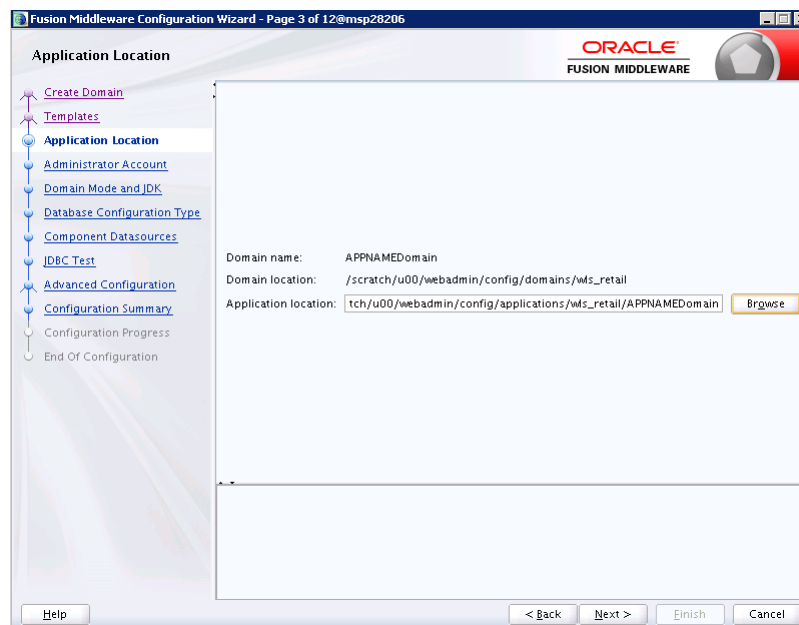 Fusion Middleware Configuration Wizard - Page 3 of 12@msp28206
Application Location
ORACLE
FUSION MIDDLEWARE
Create Domain
Templates
Application Location
Administrator Account
Domain Mode and JDK
Database Configuration Type
Component Datasources
JDBC Test
Advanced Configuration
Configuration Summary
Configuration Progress
End Of Configuration
Domain name: APPNAMEDomain
Domain location: /scratch/u00/webadmin/config/domains/wls_retail
Application location: tch/u00/webadmin/config/applications/wls_retail/APPNAMEDomain Browse
Help < Back Next > Finish Cancel